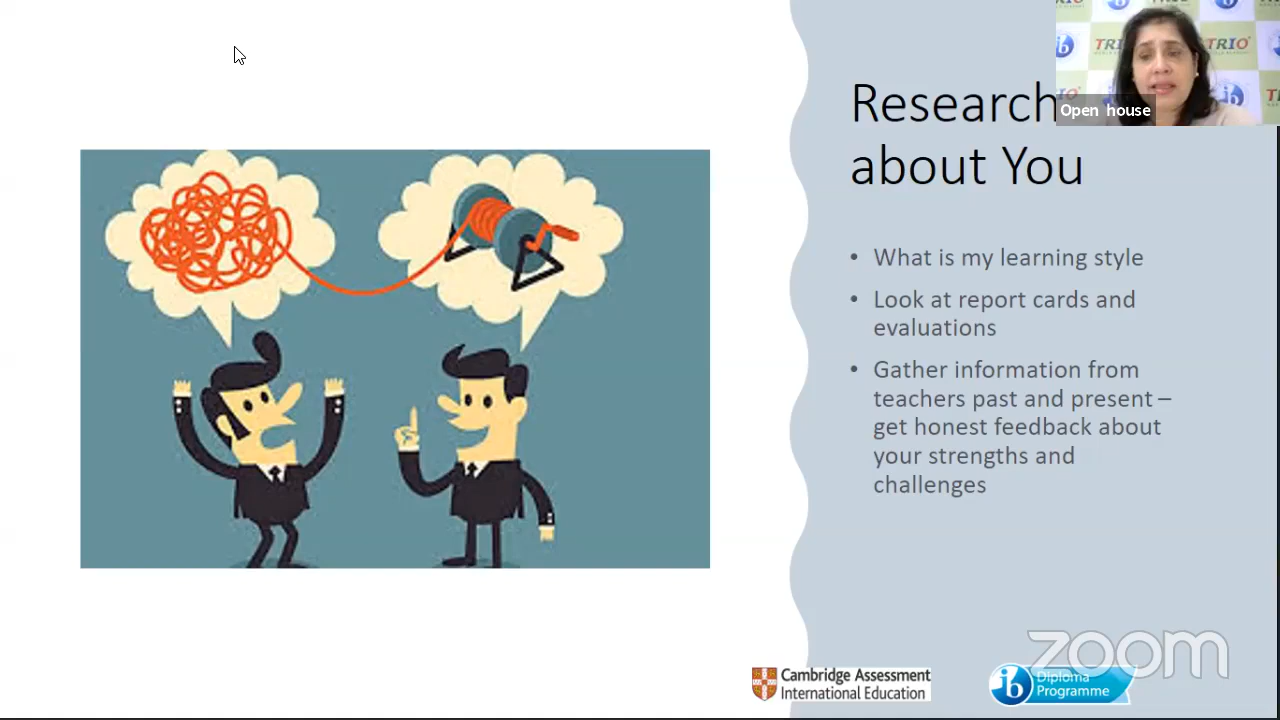 Research
about You
Open house
• What is my learning style
• Look at report cards and
evaluations
• Gather information from
teachers past and present –
get honest feedback about
your strengths and
challenges
Cambridge Assessment
International Education
ib
Diploma
Programme
zoom
TRIO